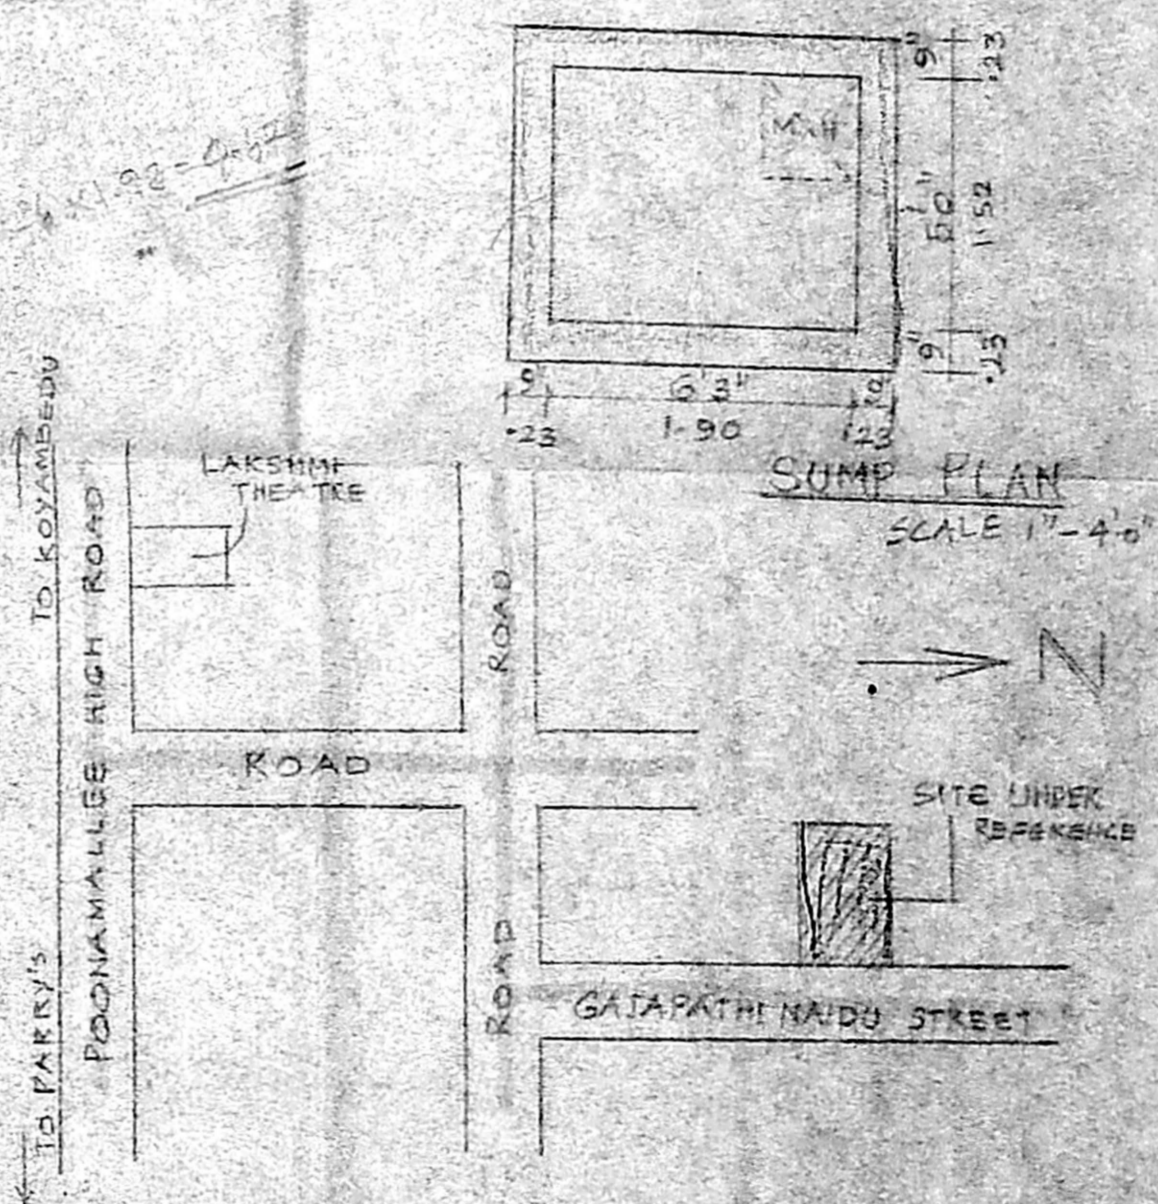 9"
.23
M.H
5'0"
1.52
9"
.23
9"
6'3"
9"
.23
1.90
.23
SUMP PLAN
SCALE 1"-4'-0"
TO KOYAMBEDU
LAKSHMI
THEATRE
ROAD
POONAMALLEE HIGH ROAD
N
ROAD
SITE UNDER
REFERENCE
ROAD
GAJAPATHI NAIDU STREET
TO PARRY'S